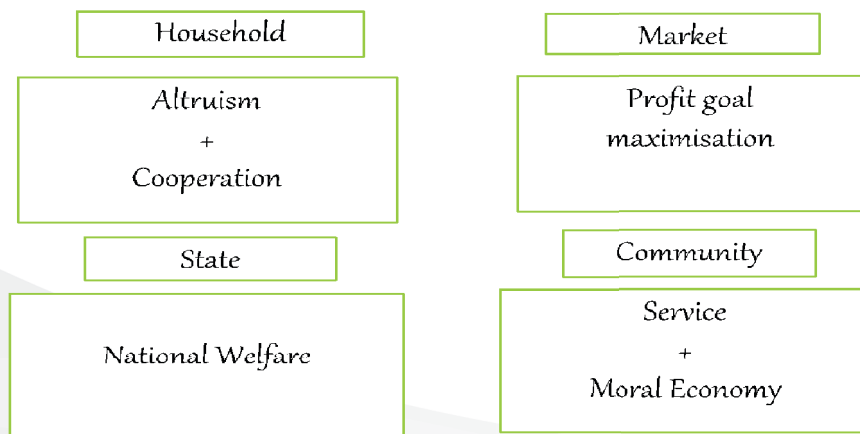 Household
Altruism
+
Cooperation
Market
Profit goal
maximisation
State
National Welfare
Community
Service
+
Moral Economy